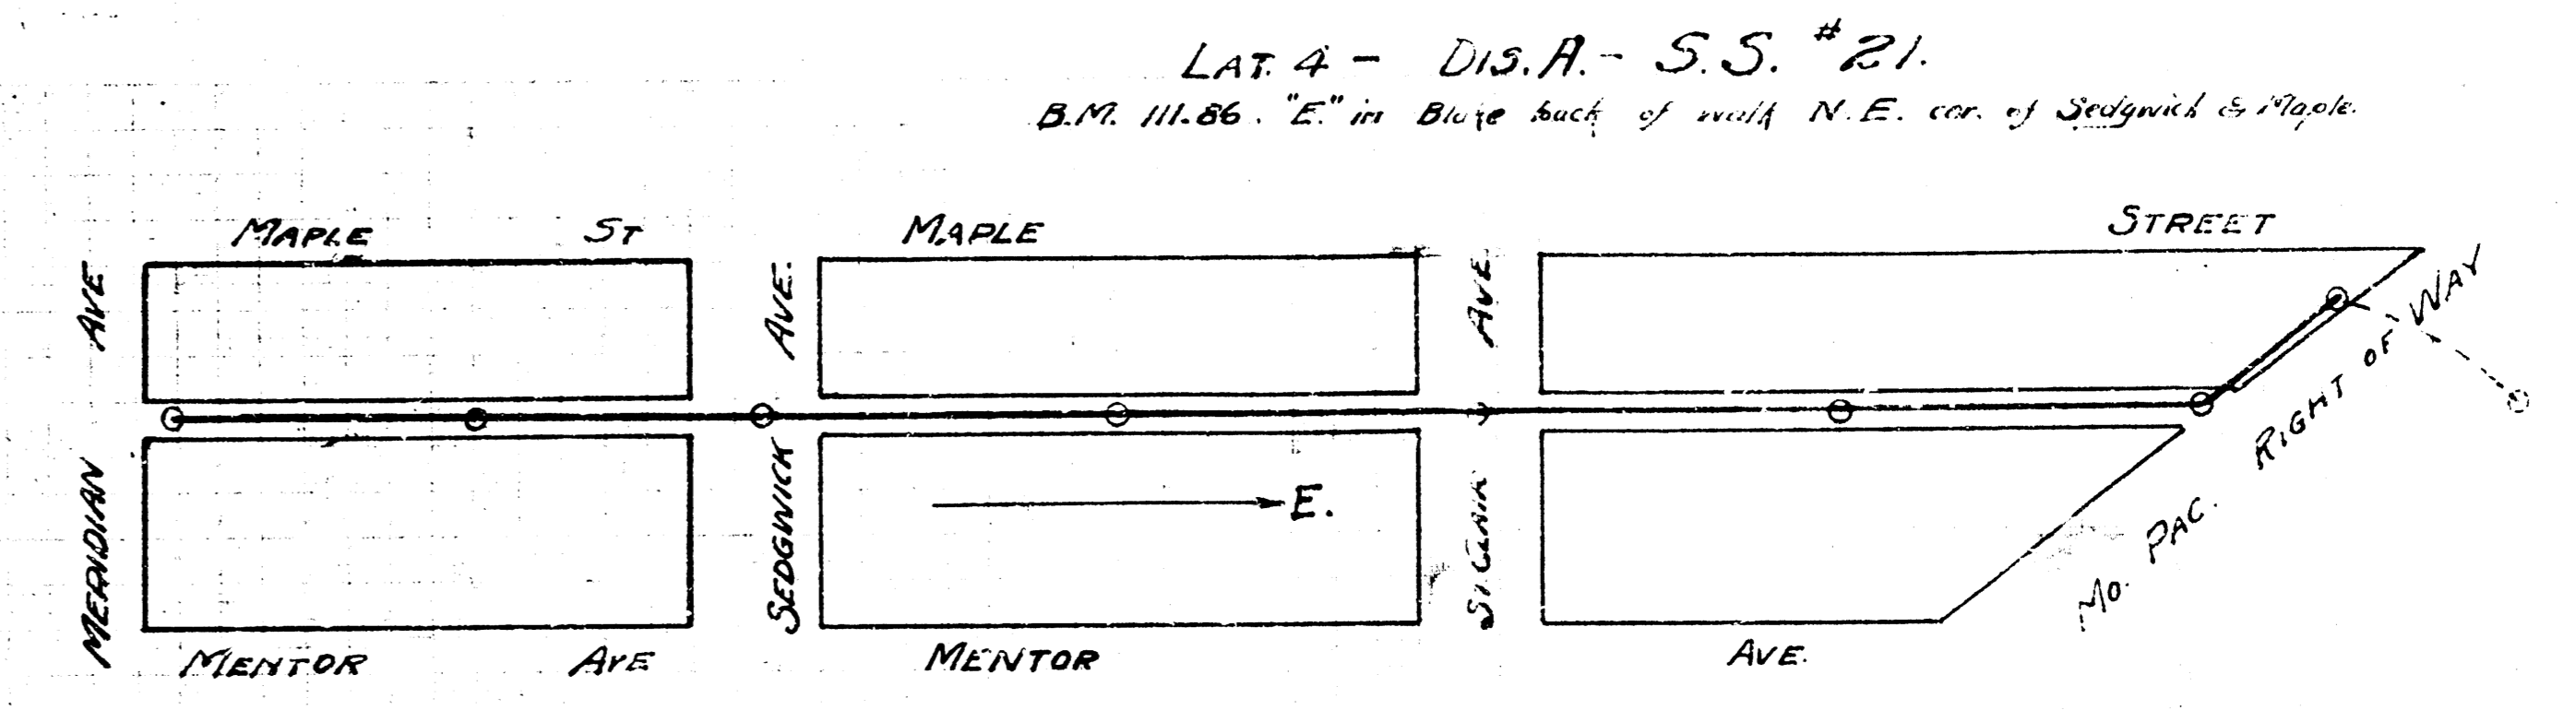 LAT. 4 - DIS. A. - S.S. #21.
B.M. 111.86. "E." in back of walk N.E. cor. of Sedgwick & Maple.
MAPLE ST MAPLE STREET
AVE AVE. AVE.
MERIDIAN SEDGWICK ST. CLAIR
E.
MO. PAC. RIGHT OF WAY
MENTOR AVE MENTOR AVE.